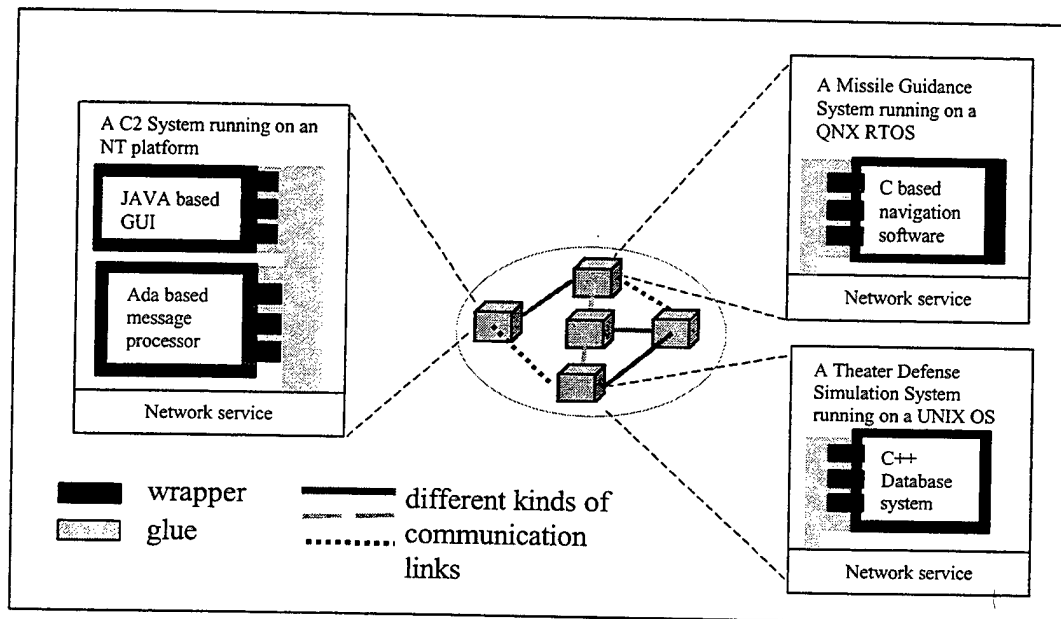 A C2 System running on an
NT platform
JAVA based
GUI
Ada based
message
processor
Network service
A Missile Guidance
System running on a
QNX RTOS
C based
navigation
software
Network service
A Theater Defense
Simulation System
running on a UNIX OS
C++
Database
system
Network service
wrapper
glue
different kinds of
communication
links